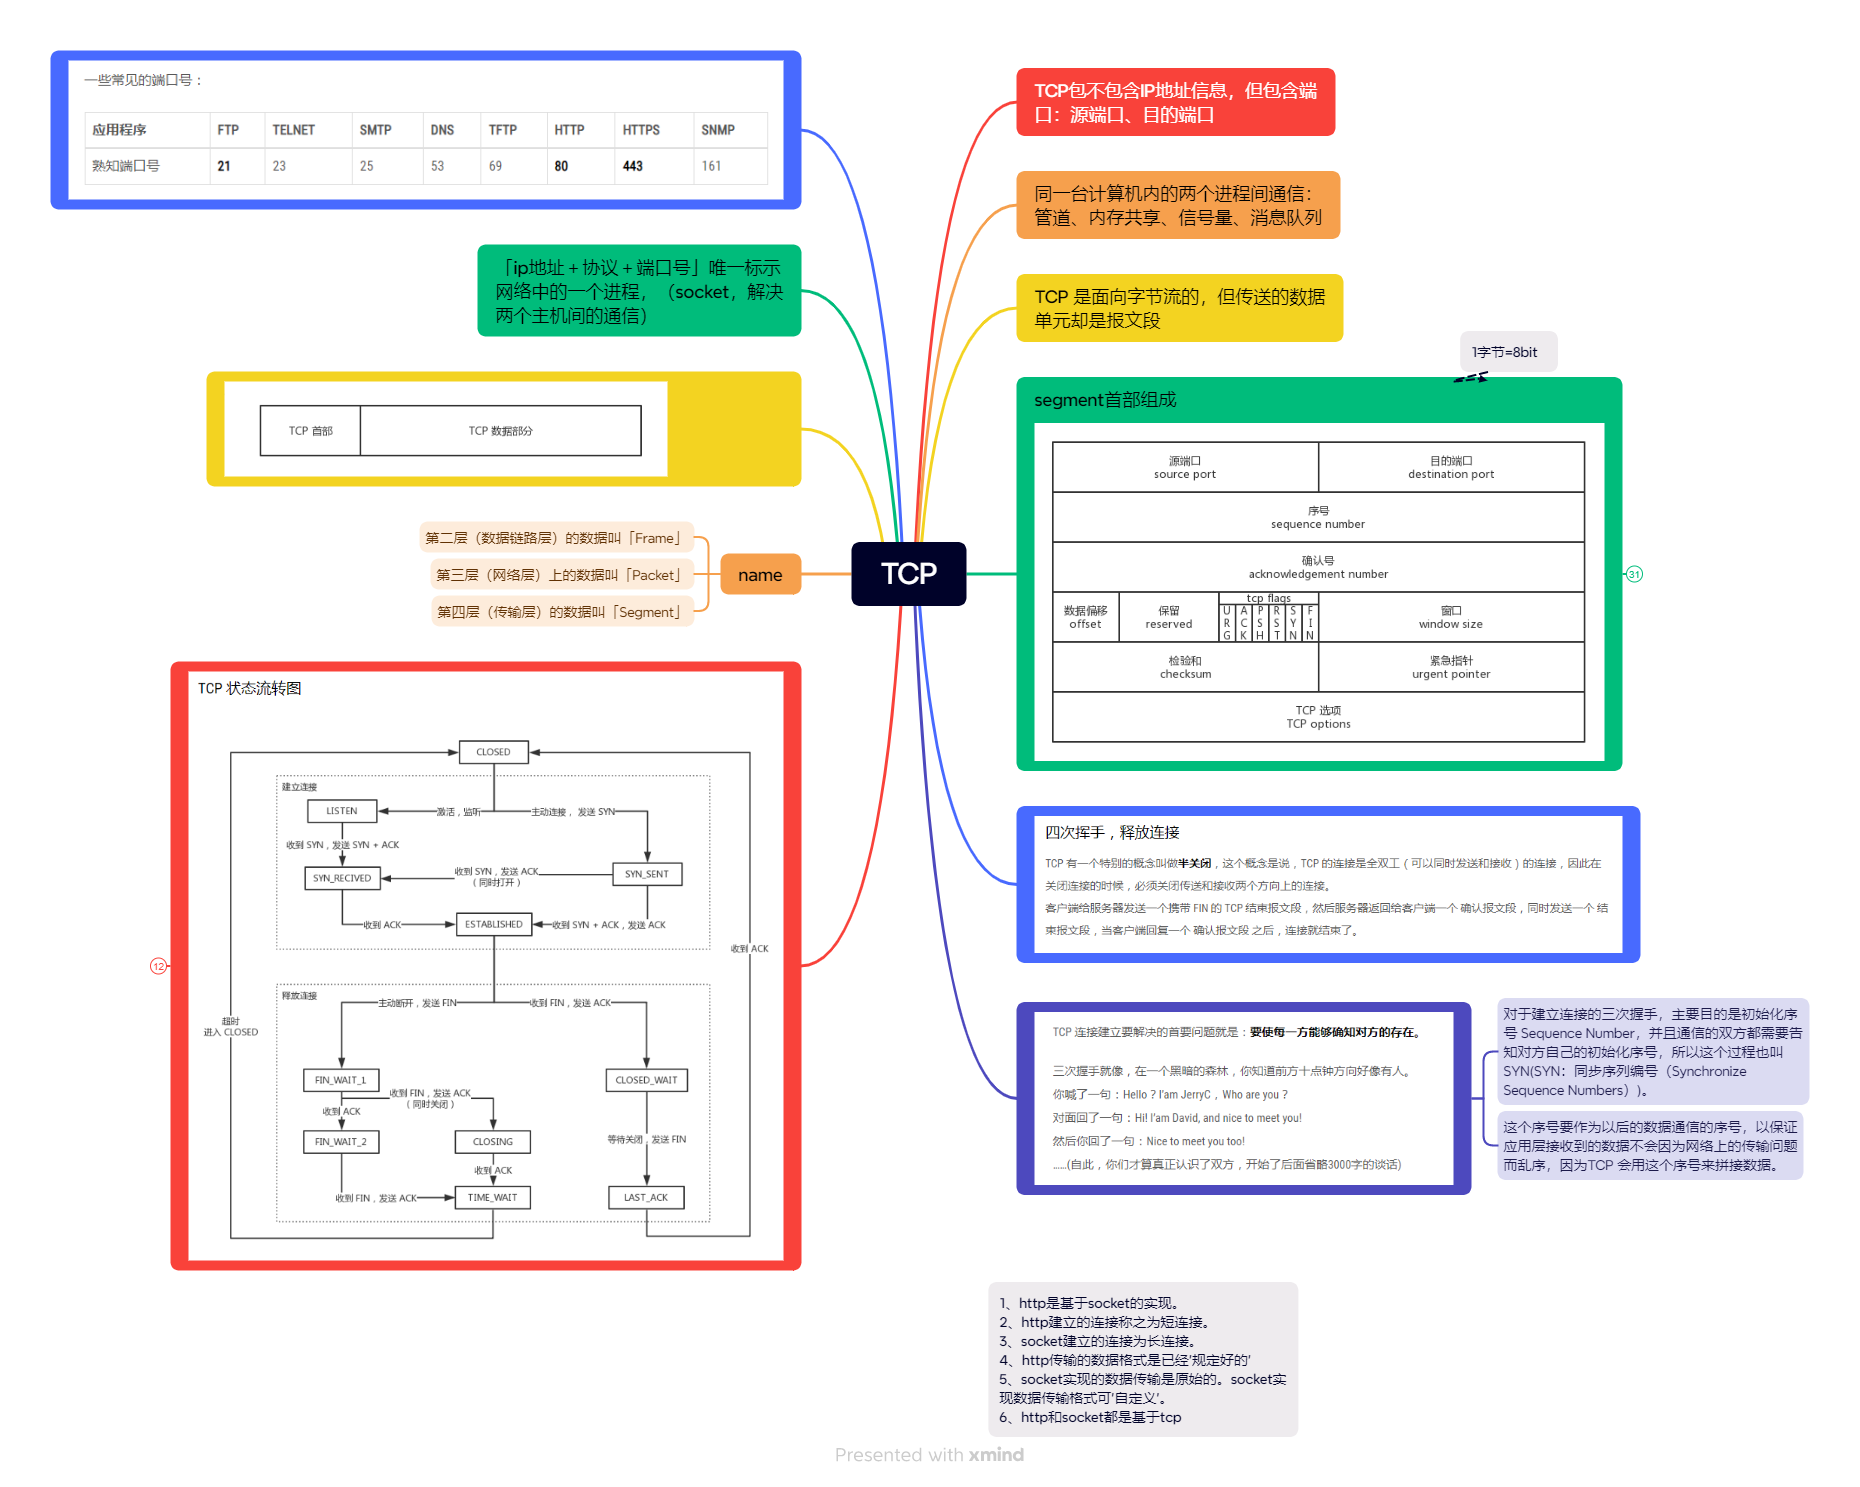 一些常见的端口号：
应用程序 FTP TELNET SMTP DNS TFTP HTTP HTTPS SNMP
熟知端口号 21 23 25 53 69 80 443 161
「ip地址＋协议＋端口号」唯一标示
网络中的一个进程，（socket，解决
两个主机间的通信）
TCP 首部 TCP 数据部分
第二层（数据链路层）的数据叫「Frame」
第三层（网络层）上的数据叫「Packet」
第四层（传输层）的数据叫「Segment」
name
TCP
TCP 状态流转图
CLOSED
建立连接
LISTEN
激活，监听
主动连接，发送 SYN
收到 SYN，发送 SYN + ACK
SYN_RECIVED
收到 SYN，发送 ACK
（同时打开）
SYN_SENT
收到 ACK
ESTABLISHED
收到 SYN + ACK，发送 ACK
收到 ACK
释放连接
主动断开，发送 FIN
收到 FIN，发送 ACK
超时
进入 CLOSED
FIN_WAIT_1
收到 FIN，发送 ACK
（同时关闭）
CLOSED_WAIT
收到 ACK
FIN_WAIT_2
CLOSING
等待关闭，发送 FIN
收到 ACK
收到 FIN，发送 ACK
TIME_WAIT
LAST_ACK
12
TCP包不包含IP地址信息，但包含端
口：源端口、目的端口
同一台计算机内的两个进程间通信：
管道、内存共享、信号量、消息队列
TCP 是面向字节流的，但传送的数据
单元却是报文段
1字节=8bit
segment首部组成
源端口
source port
目的端口
destination port
序号
sequence number
确认号
acknowledgement number
数据偏移
offset
保留
reserved
tcp flags
URG ACK PSH RST SYN FIN
窗口
window size
检验和
checksum
紧急指针
urgent pointer
TCP 选项
TCP options
31
四次挥手，释放连接
TCP 有一个特别的概念叫做半关闭，这个概念是说，TCP 的连接是全双工（可以同时发送和接收）的连接，因此在
关闭连接的时候，必须关闭传送和接收两个方向上的连接。
客户端给服务器发送一个携带 FIN 的 TCP 结束报文段，然后服务器返回给客户端一个 确认报文段，同时发送一个 结
束报文段，当客户端回复一个 确认报文段 之后，连接就结束了。
TCP 连接建立要解决的首要问题就是：要使每一方能够确知对方的存在。
三次握手就像，在一个黑暗的森林，你知道前方十点钟方向好像有人。
你喊了一句：Hello？I'am JerryC，Who are you？
对面回了一句：Hi! I'am David, and nice to meet you!
然后你回了一句：Nice to meet you too!
......(自此，你们才算真正认识了双方，开始了后面省略3000字的谈话)
对于建立连接的三次握手，主要目的是初始化序
号 Sequence Number，并且通信的双方都需要告
知对方自己的初始化序号，所以这个过程也叫
SYN(SYN：同步序列编号（Synchronize
Sequence Numbers）)。
这个序号要作为以后的数据通信的序号，以保证
应用层接收到的数据不会因为网络上的传输问题
而乱序，因为TCP 会用这个序号来拼接数据。
1、http是基于socket的实现。
2、http建立的连接称之为短连接。
3、socket建立的连接为长连接。
4、http传输的数据格式是已经'规定好的'
5、socket实现的数据传输是原始的。socket实
现数据传输格式可'自定义'。
6、http和socket都是基于tcp
Presented with xmind